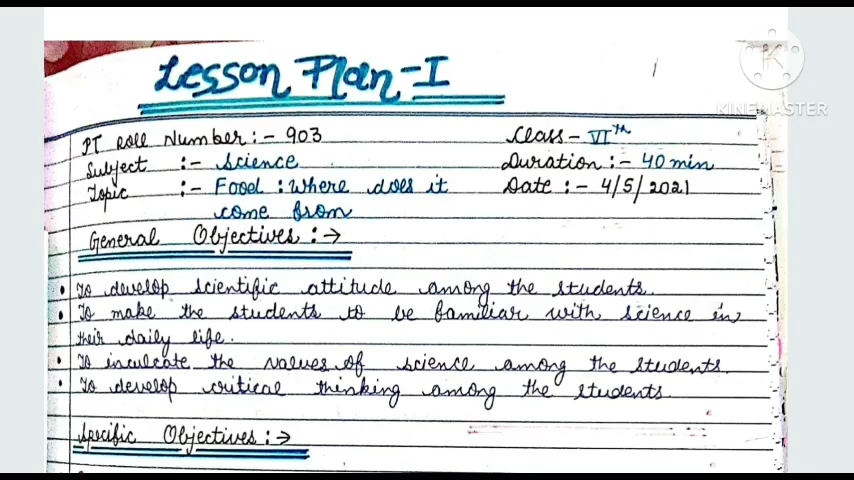 Lesson Plan-I
1
KINEMASTER
PT Roll Number :- 903
Class - VIth
Subject :- Science
Duration :- 40 min
Topic :- Food : Where does it
Date :- 4/5/2021
come from
General Objectives :→
• To develop scientific attitude among the students.
• To make the students to be familiar with science in
their daily life.
• To inculcate the values of science among the students.
• To develop critical thinking among the students.
Specific Objectives :→